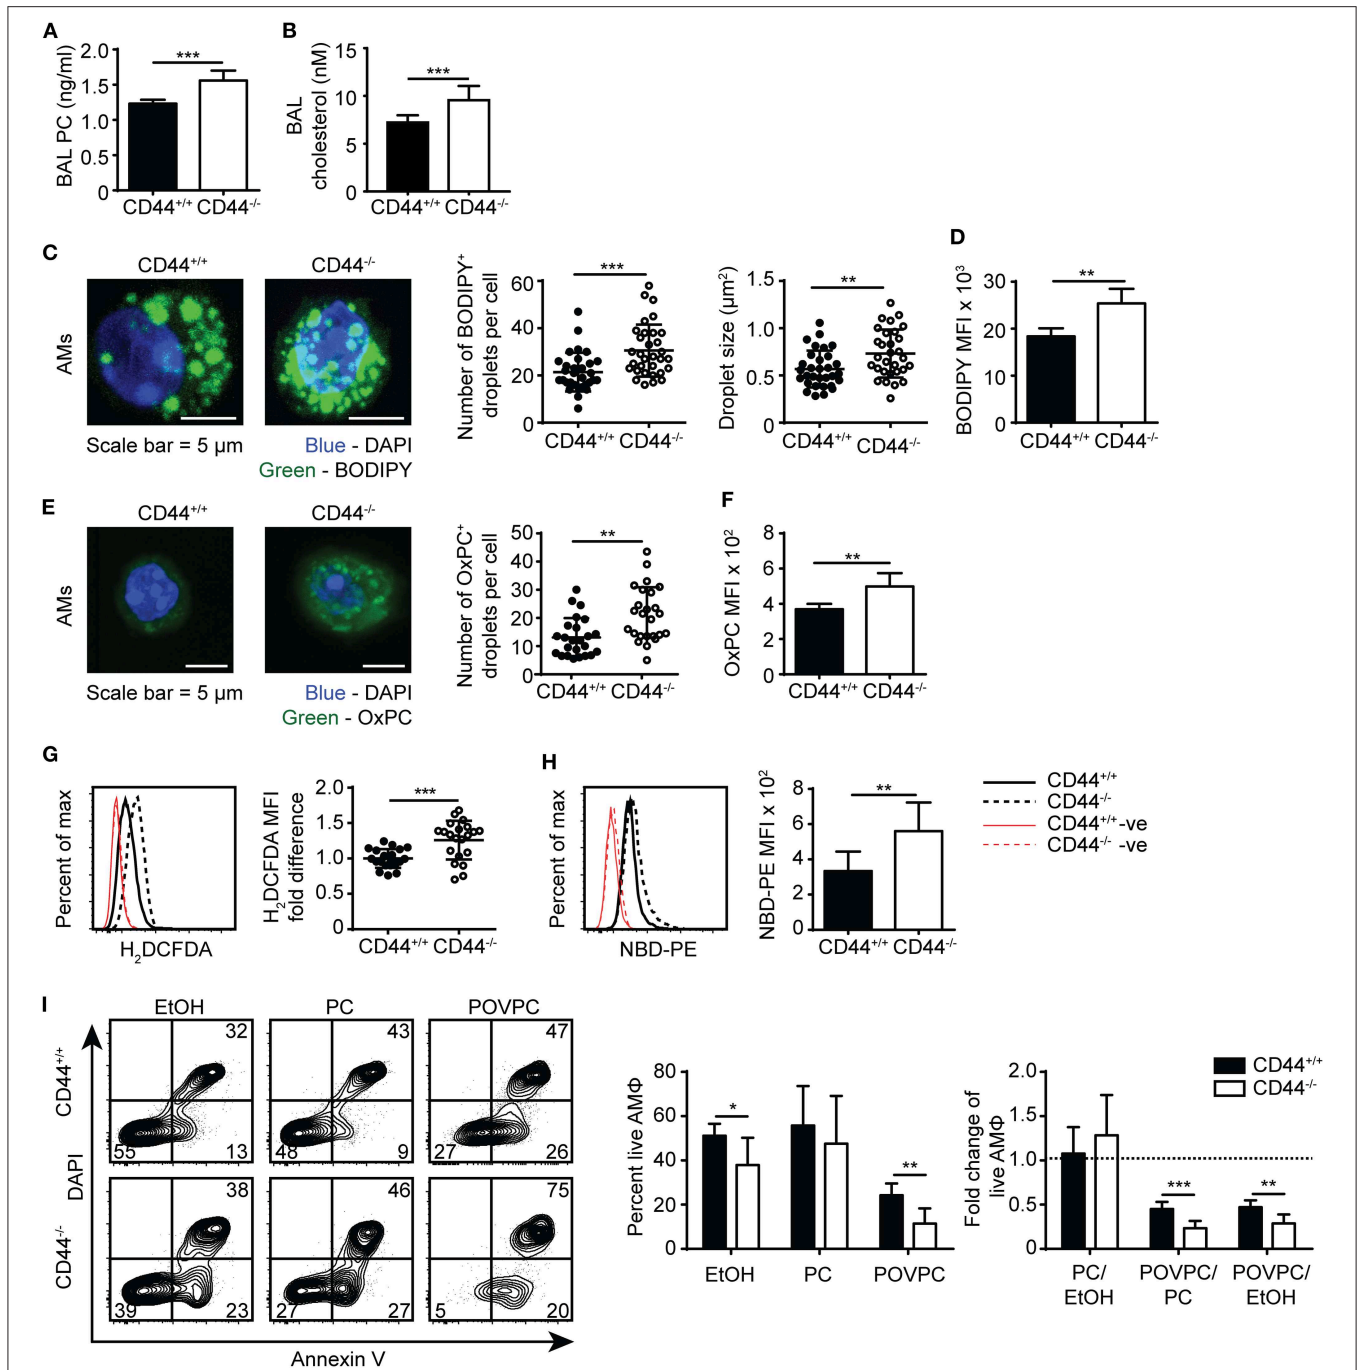 A
BAL PC (ng/ml)
2.0
1.5
1.0
0.5
0
***
CD44+/+ CD44-/-
B
BAL
cholesterol (nM)
15
10
5
0
***
CD44+/+ CD44-/-
C
CD44+/+
CD44-/-
AMs
Scale bar = 5 µm
Blue - DAPI
Green - BODIPY
Number of BODIPY+
droplets per cell
60
40
20
0
***
CD44+/+ CD44-/-
Droplet size (µm2)
1.5
1.0
0.5
0
**
CD44+/+ CD44-/-
D
BODIPY MFI x 103
30
20
10
0
**
CD44+/+ CD44-/-
E
CD44+/+
CD44-/-
AMs
Scale bar = 5 µm
Blue - DAPI
Green - OxPC
Number of OxPC+
droplets per cell
50
40
30
20
10
0
**
CD44+/+ CD44-/-
F
OxPC MFI x 102
8
6
4
2
0
**
CD44+/+ CD44-/-
G
Percent of max
H2DCFDA
H2DCFDA MFI
fold difference
2.0
1.5
1.0
0.5
0
***
CD44+/+ CD44-/-
H
Percent of max
NBD-PE
NBD-PE MFI x 102
8
6
4
2
0
**
CD44+/+ CD44-/-
CD44+/+
CD44-/-
CD44+/+ -ve
CD44-/- -ve
I
EtOH
PC
POVPC
CD44+/+
32
55
13
43
48
9
47
27
26
DAPI
CD44-/-
38
39
23
46
27
27
75
5
20
Annexin V
Percent live AMΦ
80
60
40
20
0
*
**
EtOH
PC
POVPC
Fold change of
live AMΦ
2.0
1.5
1.0
0.5
0
***
**
PC/
EtOH
POVPC/
PC
POVPC/
EtOH
CD44+/+
CD44-/-